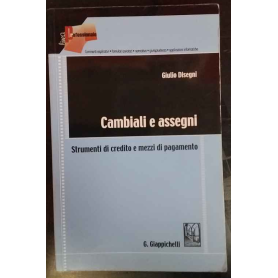 Giulio Disegni
Cambiali e assegni
Strumenti di credito e mezzi di pagamento
G. Giappichelli